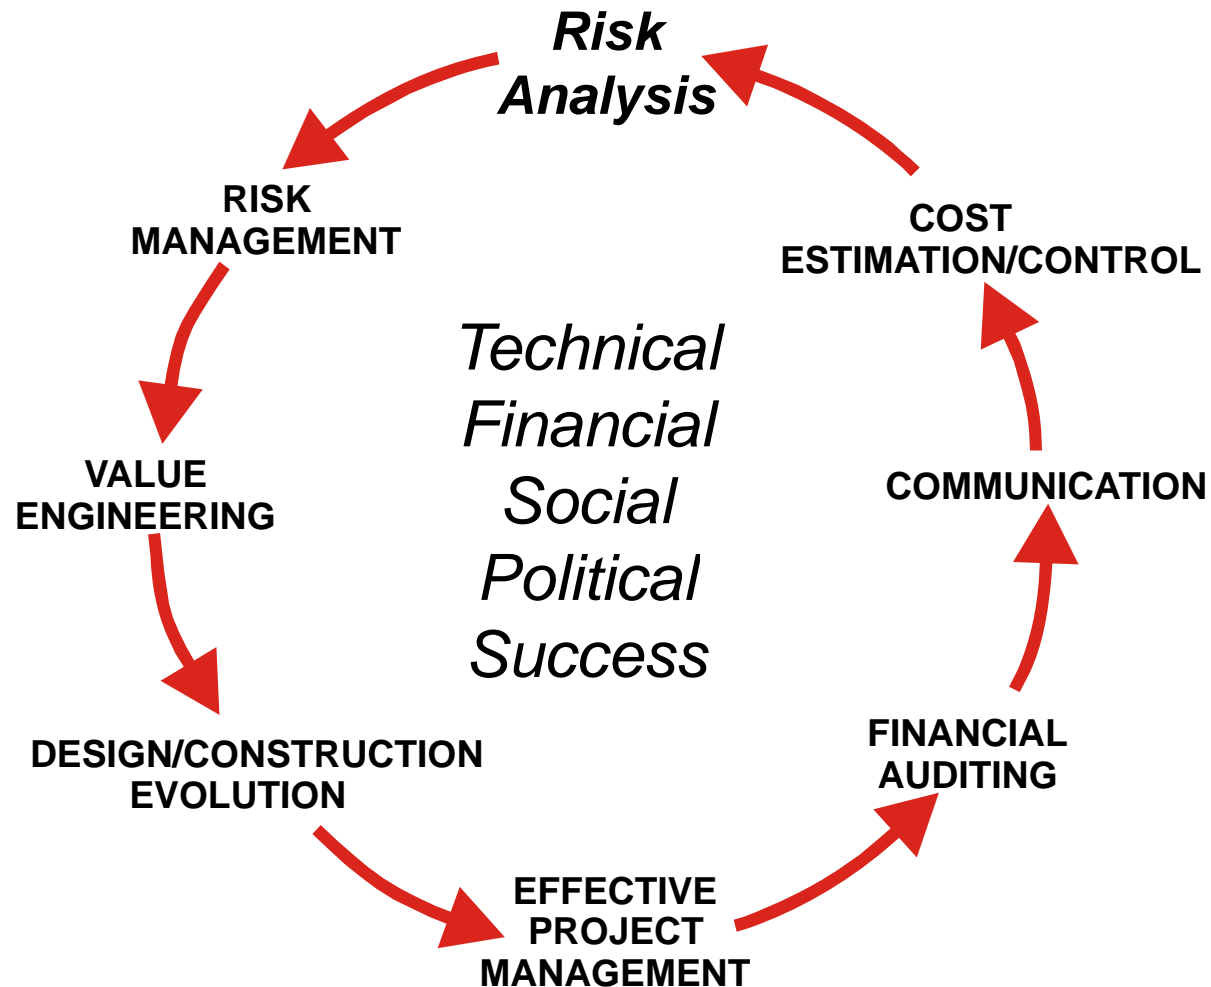 Risk
Analysis
RISK
MANAGEMENT
VALUE
ENGINEERING
DESIGN/CONSTRUCTION
EVOLUTION
EFFECTIVE
PROJECT
MANAGEMENT
FINANCIAL
AUDITING
COMMUNICATION
COST
ESTIMATION/CONTROL
Technical
Financial
Social
Political
Success